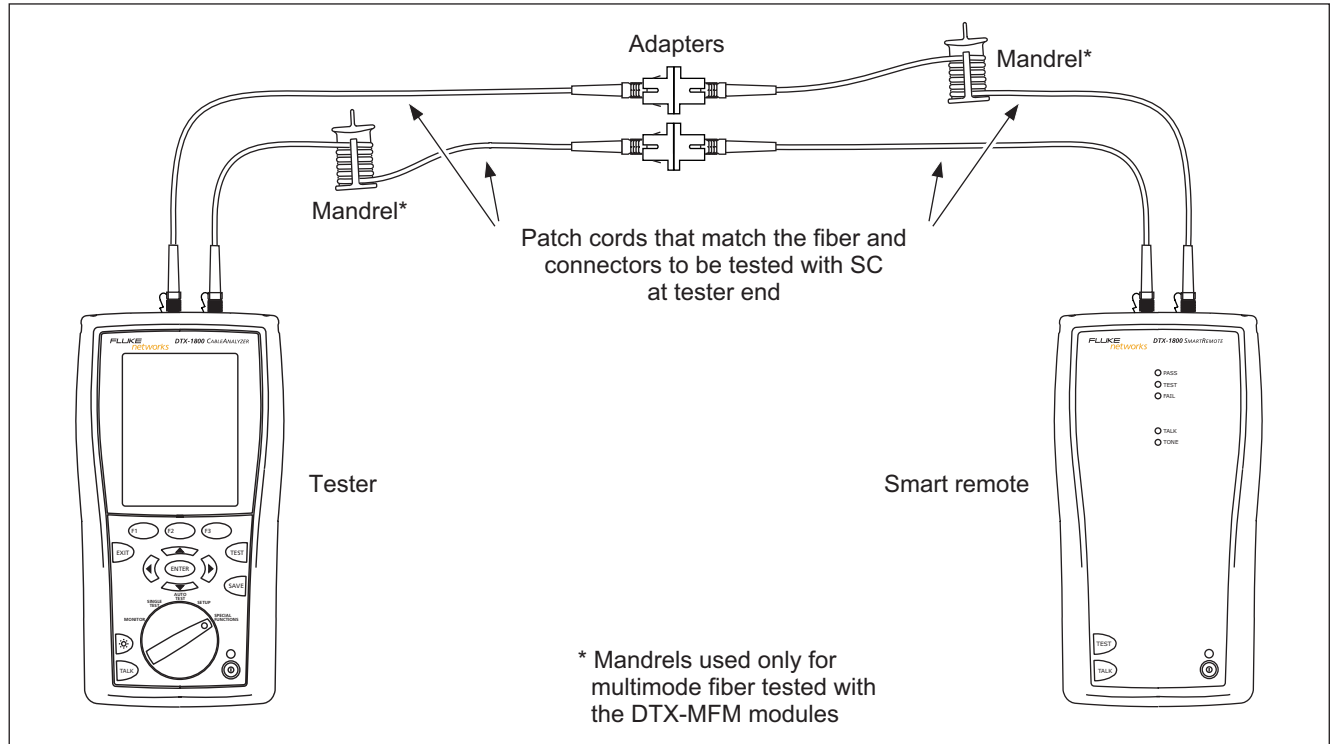 Adapters
Mandrel*
Mandrel*
Patch cords that match the fiber and
connectors to be tested with SC
at tester end
FLUKE
networks
DTX-1800 CABLEANALYZER
FLUKE
networks
DTX-1800 SMARTREMOTE
PASS
TEST
FAIL
TALK
TONE
Tester
Smart remote
F1
F2
F3
EXIT
TEST
ENTER
SAVE
MONITOR
SINGLE
TEST
AUTO
TEST
SETUP
SPECIAL
FUNCTIONS
TALK
TEST
TALK
* Mandrels used only for
multimode fiber tested with
the DTX-MFM modules